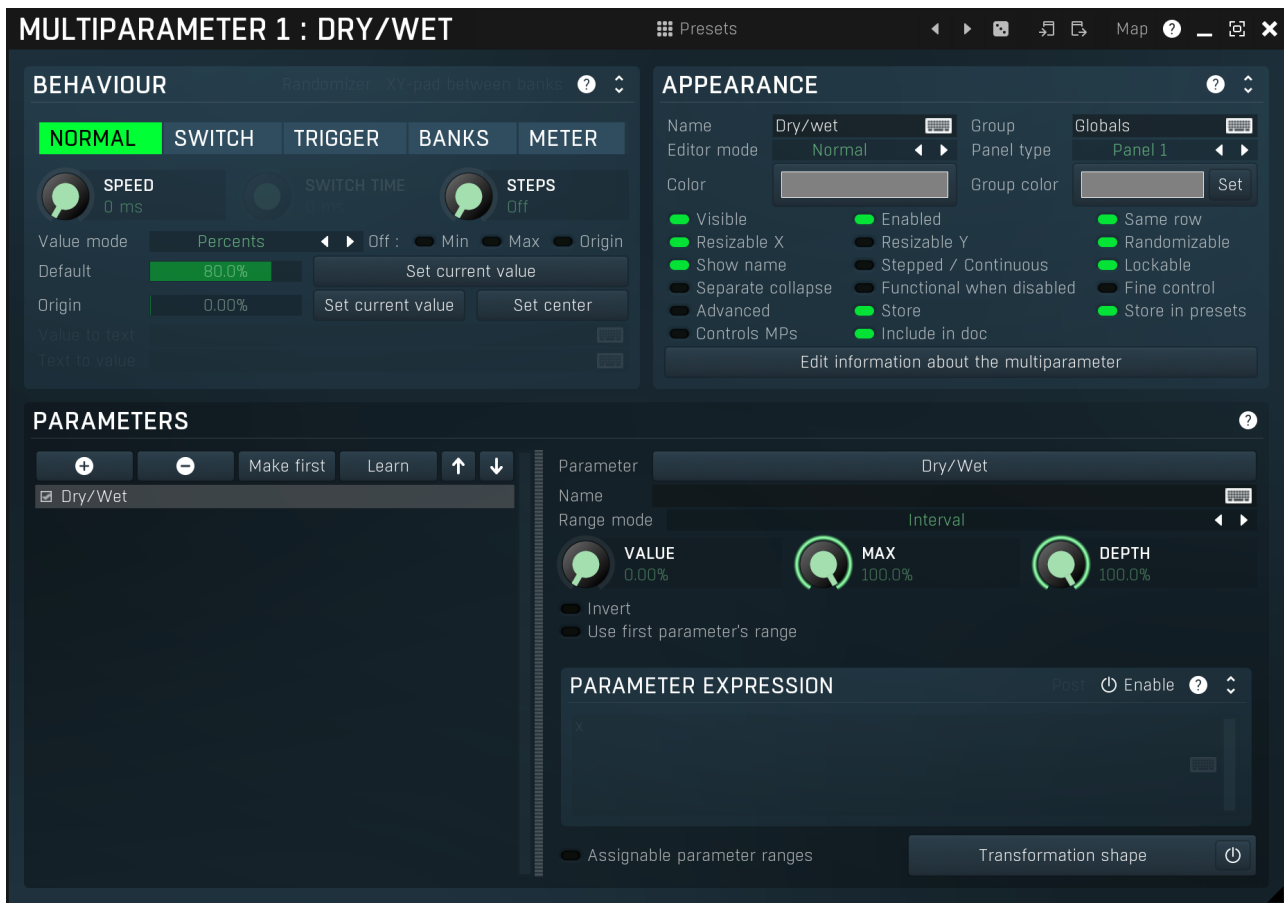 MULTIPARAMETER 1 : DRY/WET
Presets
Map ?
BEHAVIOUR
Randomizer XY-pad between banks ?
NORMAL SWITCH TRIGGER BANKS METER
SPEED
0 ms
SWITCH TIME
STEPS
Off
Value mode Percents Off : Min Max Origin
Default 80.0% Set current value
Origin 0.00% Set current value Set center
Value to text
Text to value
APPEARANCE ?
Name Dry/wet Group Globals
Editor mode Normal Panel type Panel 1
Color Group color Set
Visible Enabled Same row
Resizable X Resizable Y Randomizable
Show name Stepped / Continuous Lockable
Separate collapse Functional when disabled Fine control
Advanced Store Store in presets
Controls MPs Include in doc
Edit information about the multiparameter
PARAMETERS ?
Make first Learn
Dry/Wet
Parameter Dry/Wet
Name
Range mode Interval
VALUE
0.00%
MAX
100.0%
DEPTH
100.0%
Invert
Use first parameter's range
PARAMETER EXPRESSION Post Enable ?
x
Assignable parameter ranges Transformation shape